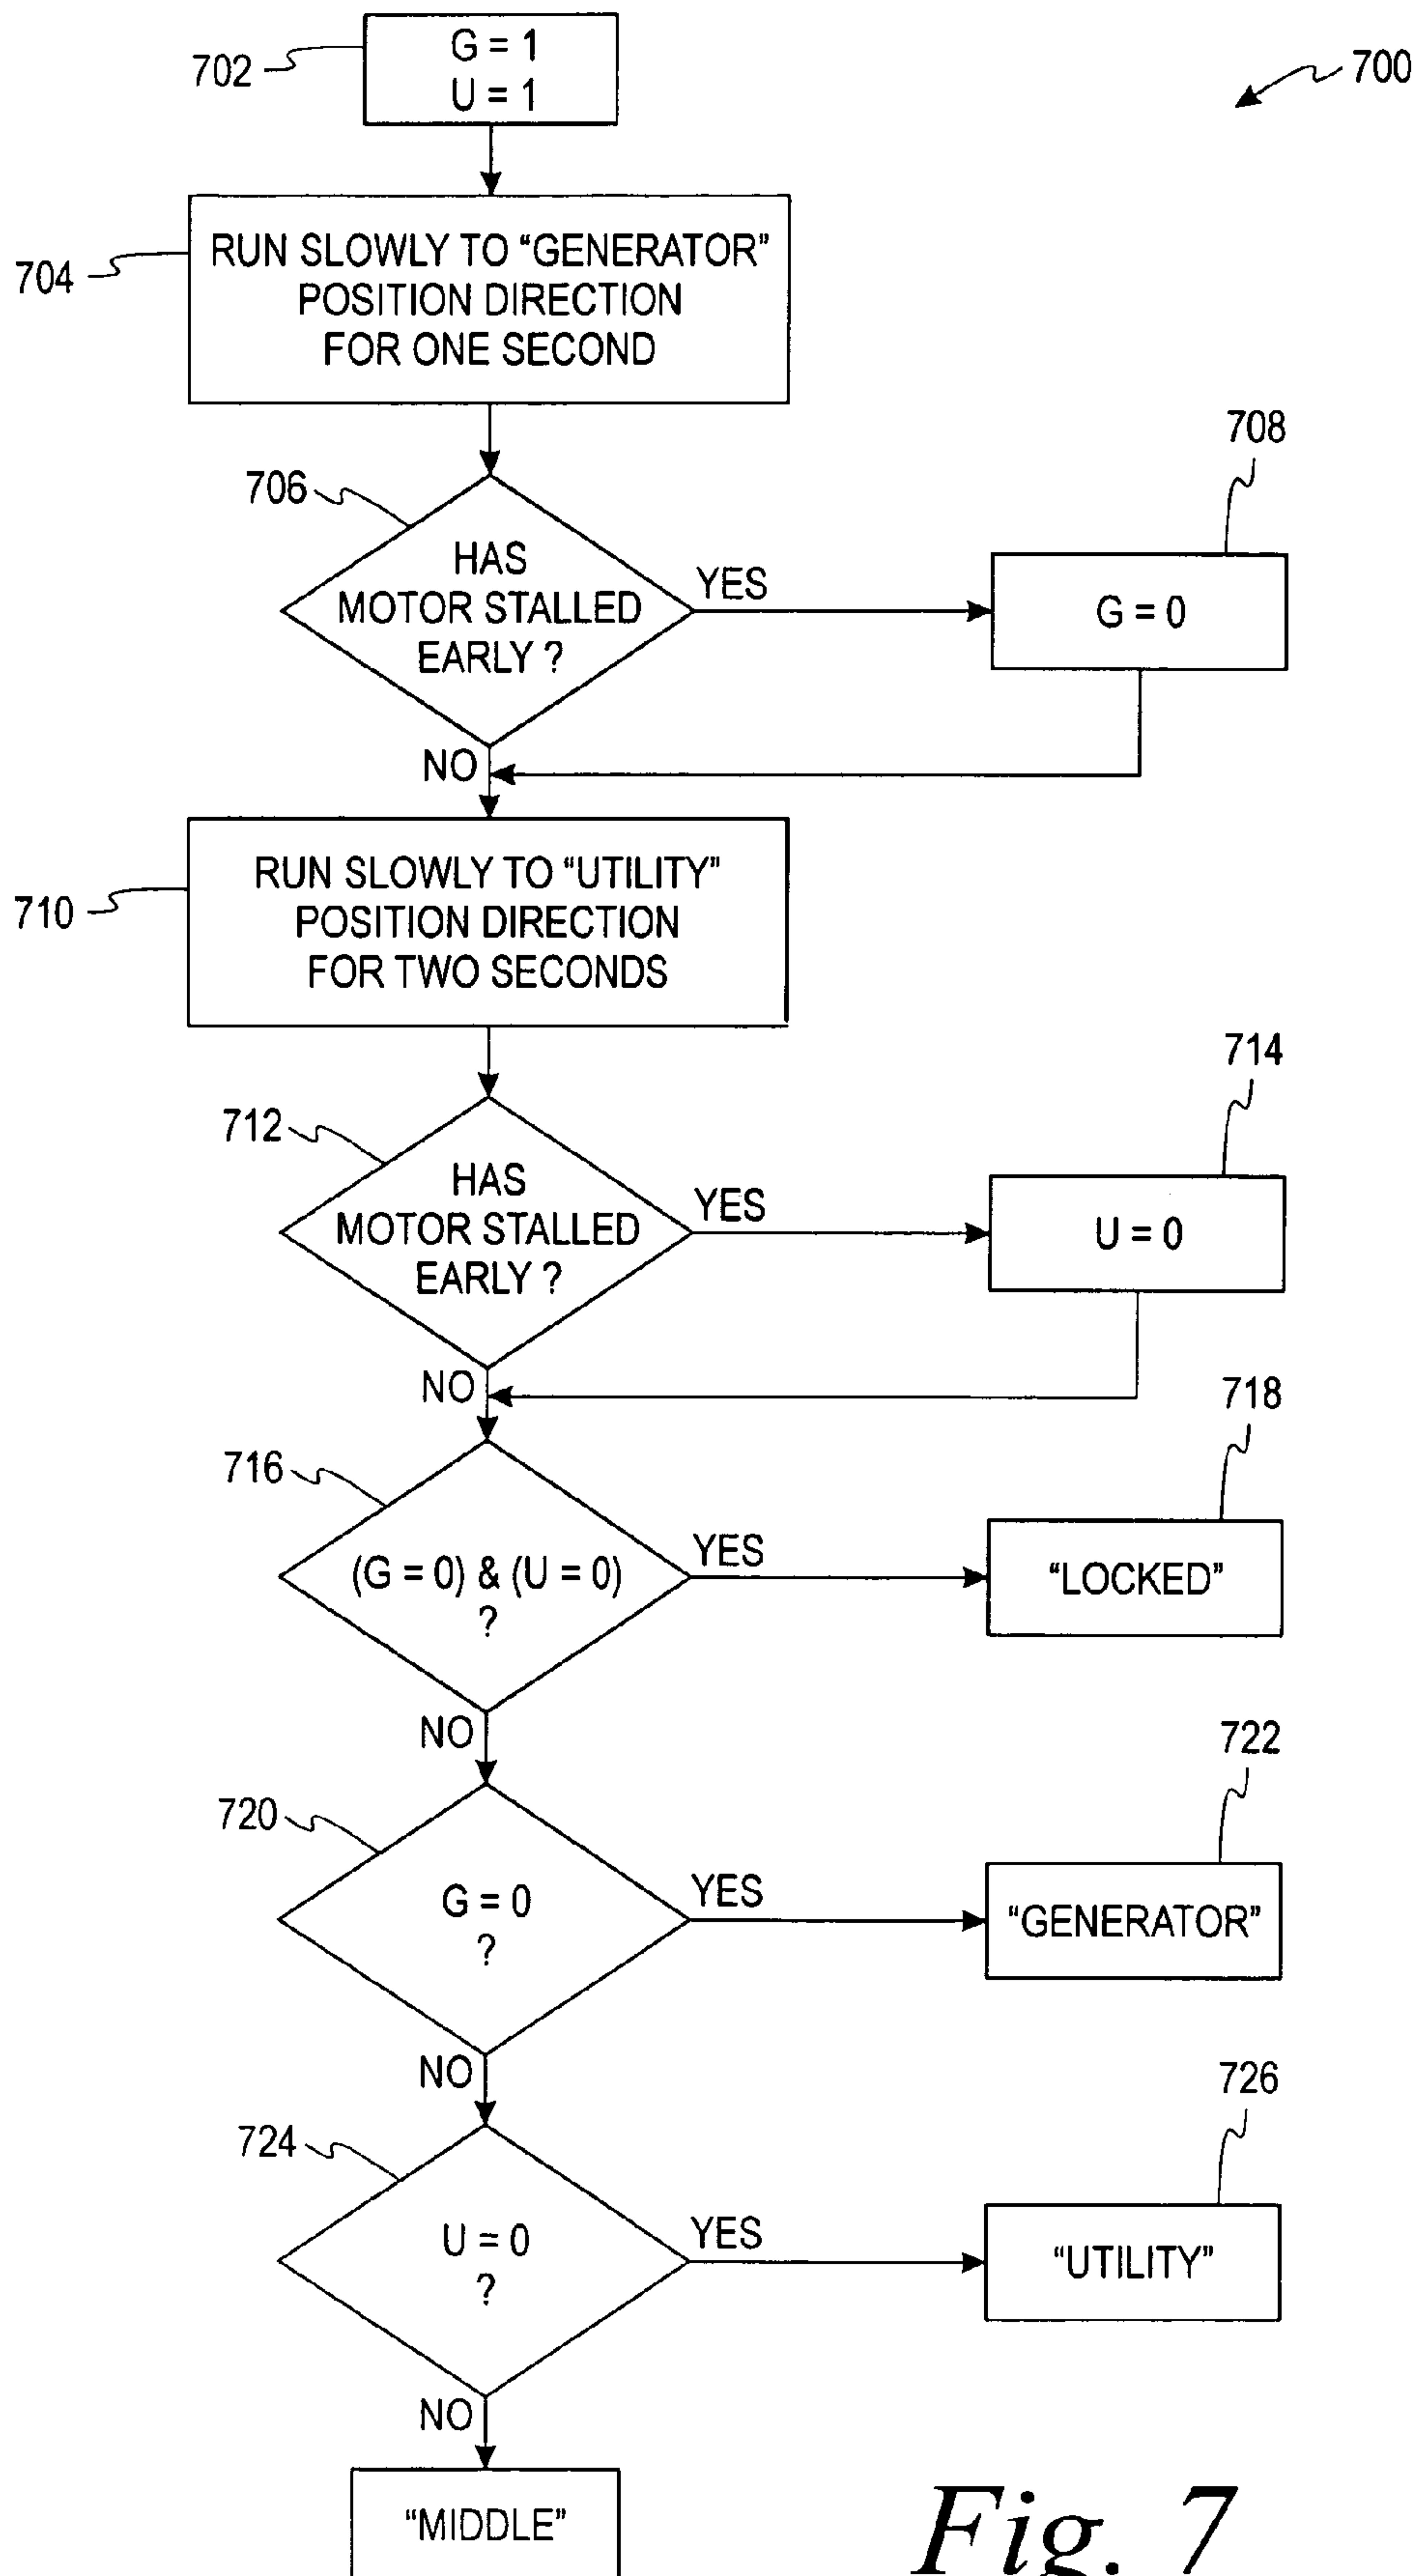 702
G = 1
U = 1
700
704
RUN SLOWLY TO “GENERATOR”
POSITION DIRECTION
FOR ONE SECOND
706
HAS
MOTOR STALLED
EARLY ?
YES
708
G = 0
NO
710
RUN SLOWLY TO “UTILITY”
POSITION DIRECTION
FOR TWO SECONDS
712
HAS
MOTOR STALLED
EARLY ?
YES
714
U = 0
NO
716
(G = 0) & (U = 0)
?
YES
718
“LOCKED”
NO
720
G = 0
?
YES
722
“GENERATOR”
NO
724
U = 0
?
YES
726
“UTILITY”
NO
“MIDDLE”
Fig. 7